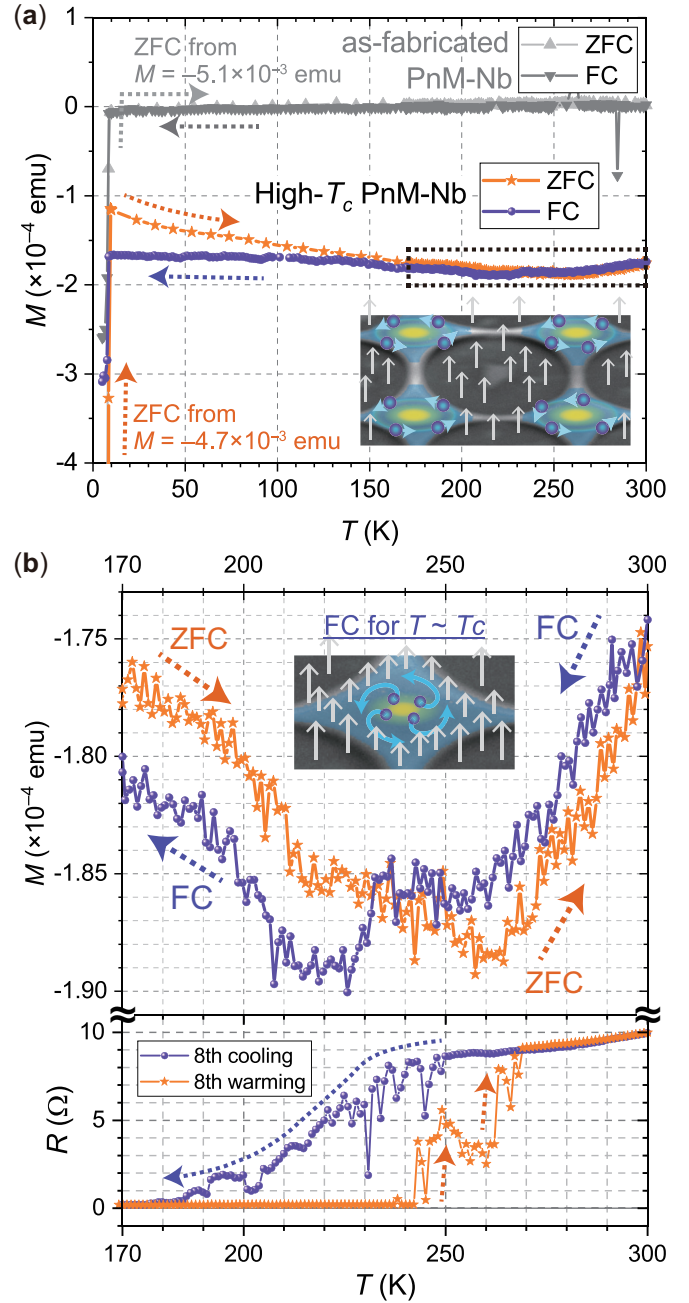 (a)
ZFC from
M = −5.1×10⁻³ emu
as-fabricated
PnM-Nb
ZFC
FC
1
0
-1
-2
-3
-4
M (×10⁻⁴ emu)
High-Tc PnM-Nb
ZFC
FC
ZFC from
M = −4.7×10⁻³ emu
0 50 100 150 200 250 300
T (K)
(b)
170 200 250 300
-1.75
-1.80
-1.85
-1.90
M (×10⁻⁴ emu)
ZFC
FC for T ~ Tc
FC
FC
ZFC
10
5
0
R (Ω)
8th cooling
8th warming
170 200 250 300
T (K)